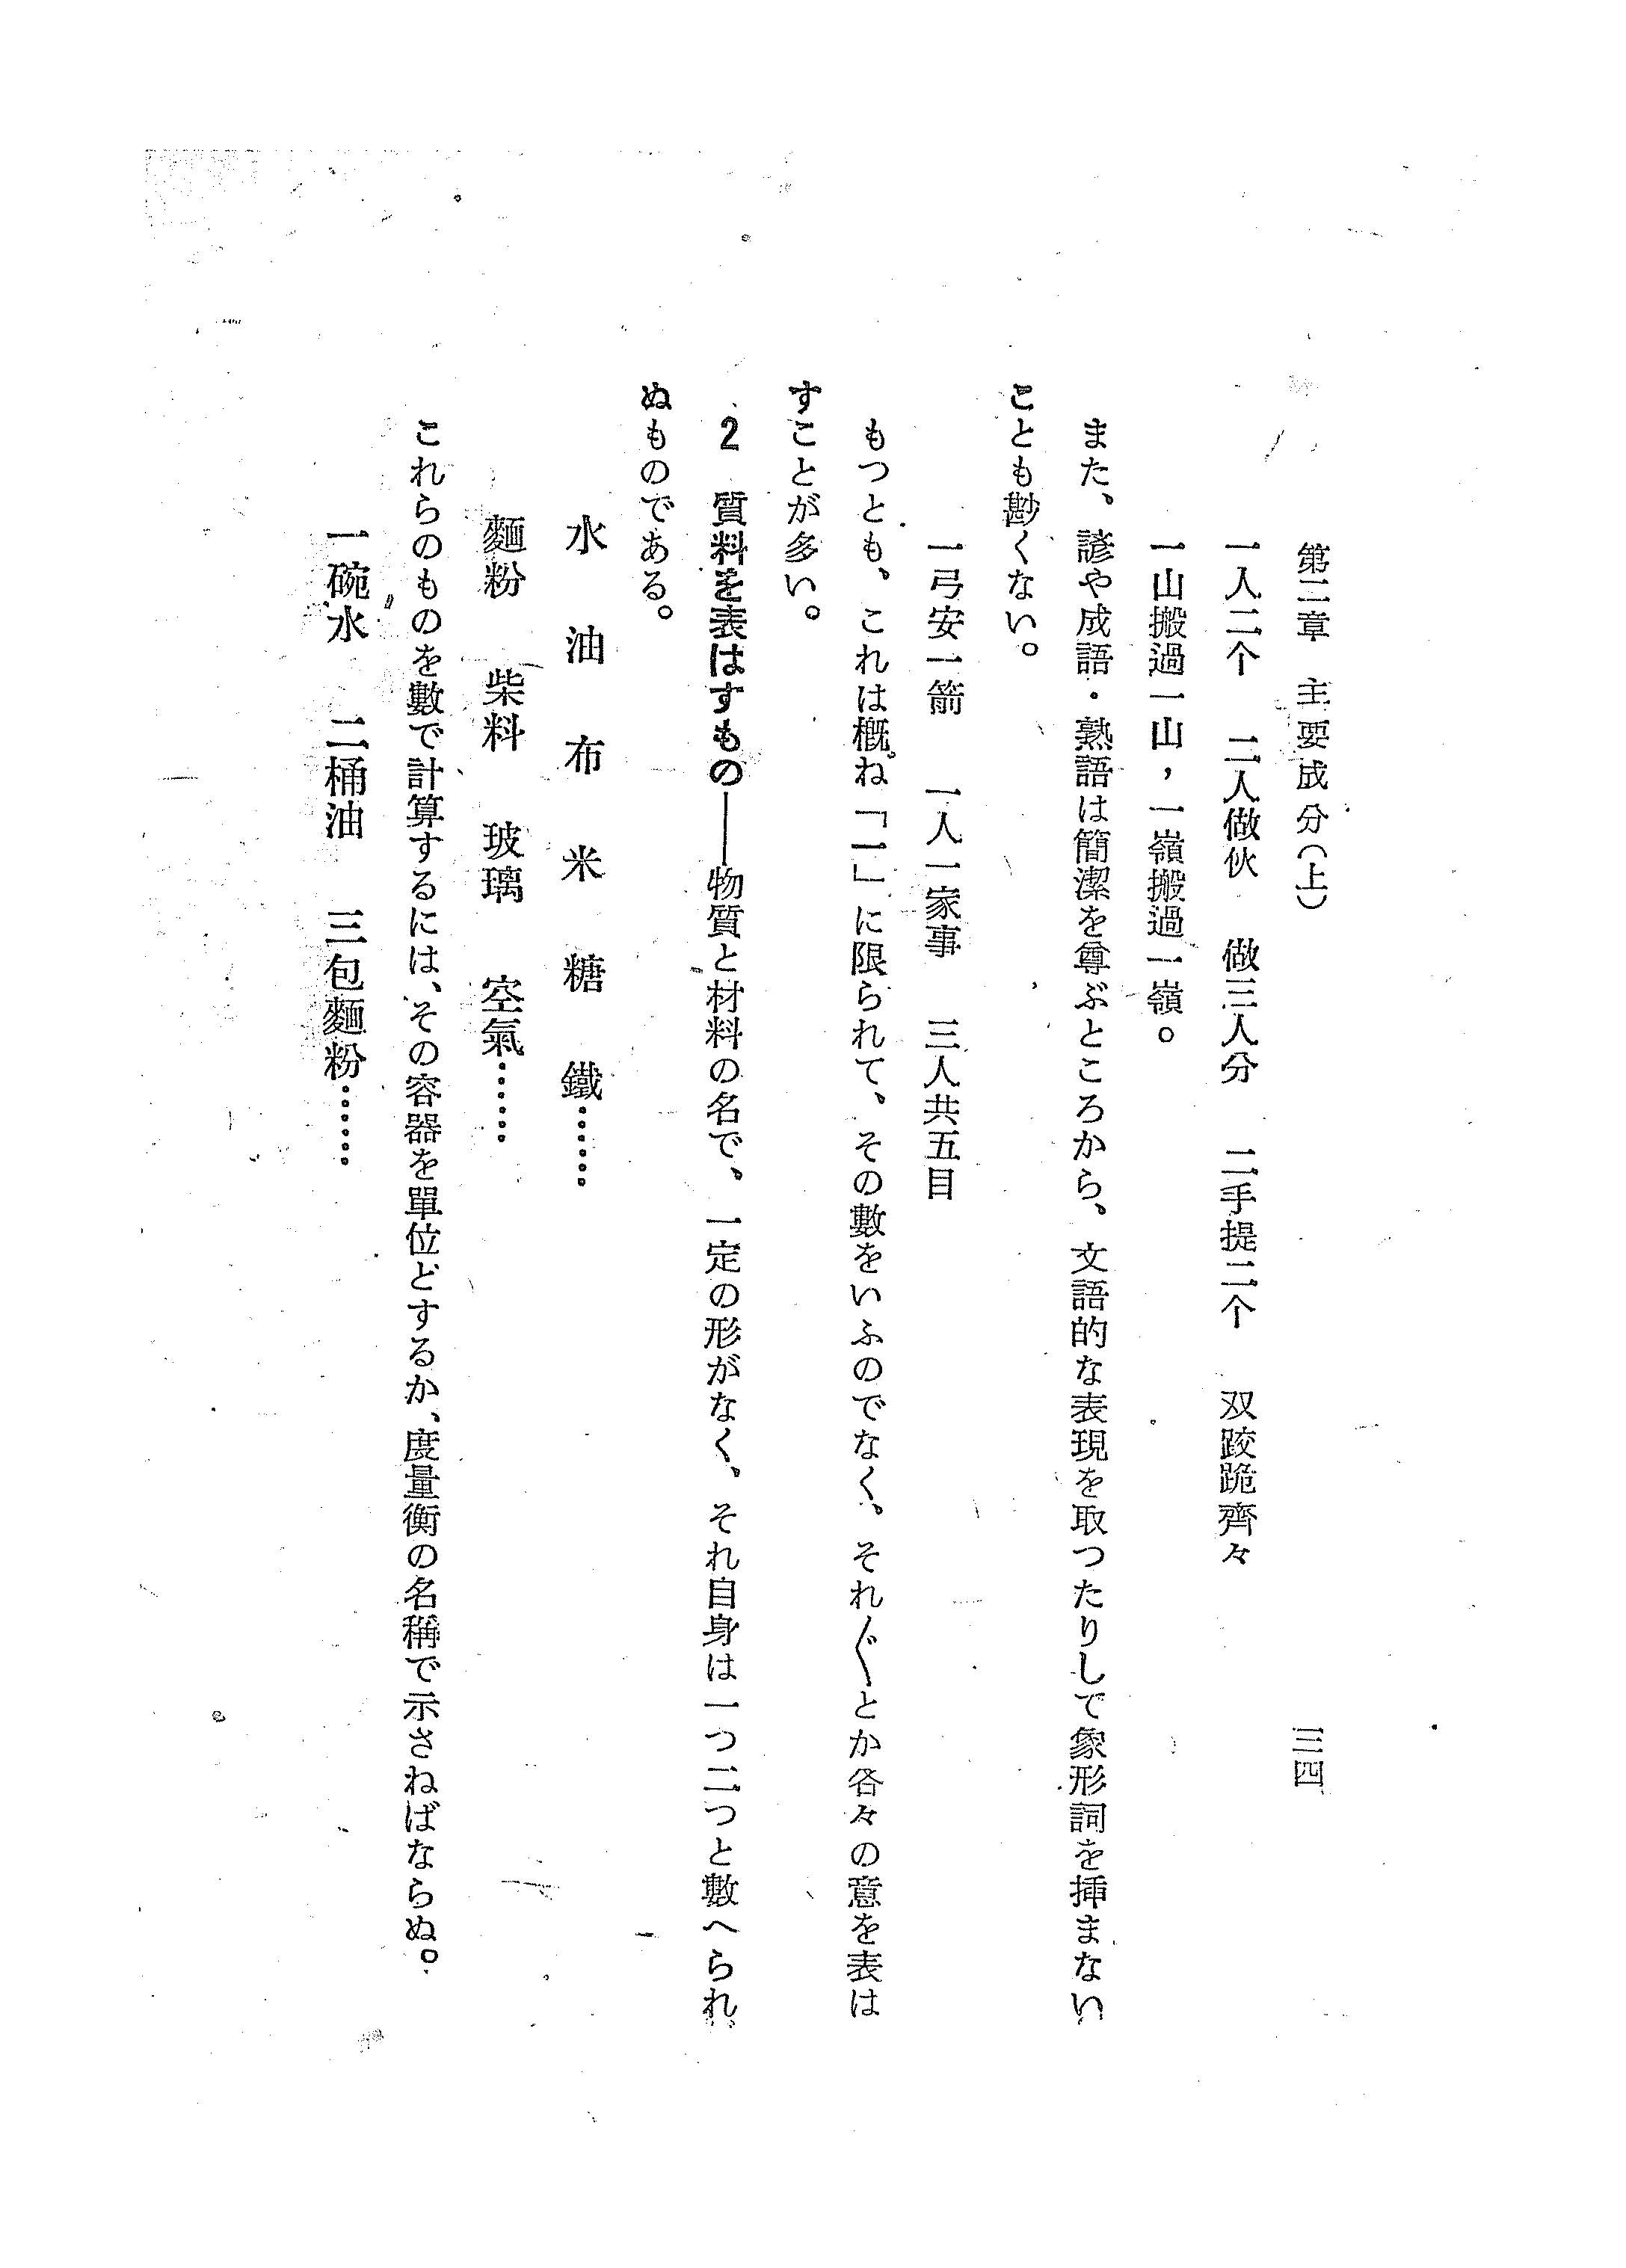 第二章　主要成分(上)
三四
一人二个　二人做伙　做三人分　二手提二个　双跤跪齊々
一山搬過一山，一嶺搬過一嶺。
また、諺や成語・熟語は簡潔を尊ぶところから、文語的な表現を取つたりして象形詞を挿まない
ことも尠くない。
一弓安一箭　一人一家事　三人共五目
もつとも、これは概ね「一」に限られて、その數をいふのでなく、それ〴〵とか各々の意を表は
すことが多い。
2　質料を表はすもの――物質と材料の名で、一定の形がなく、それ自身は一つ二つと數へられ
ぬものである。
水　油　布　米　糖　鐵……
麵粉　柴料　玻璃　空氣……
これらのものを數で計算するには、その容器を單位どするか、度量衡の名稱で示さねばならぬ。
一碗水　二桶油　三包麵粉……